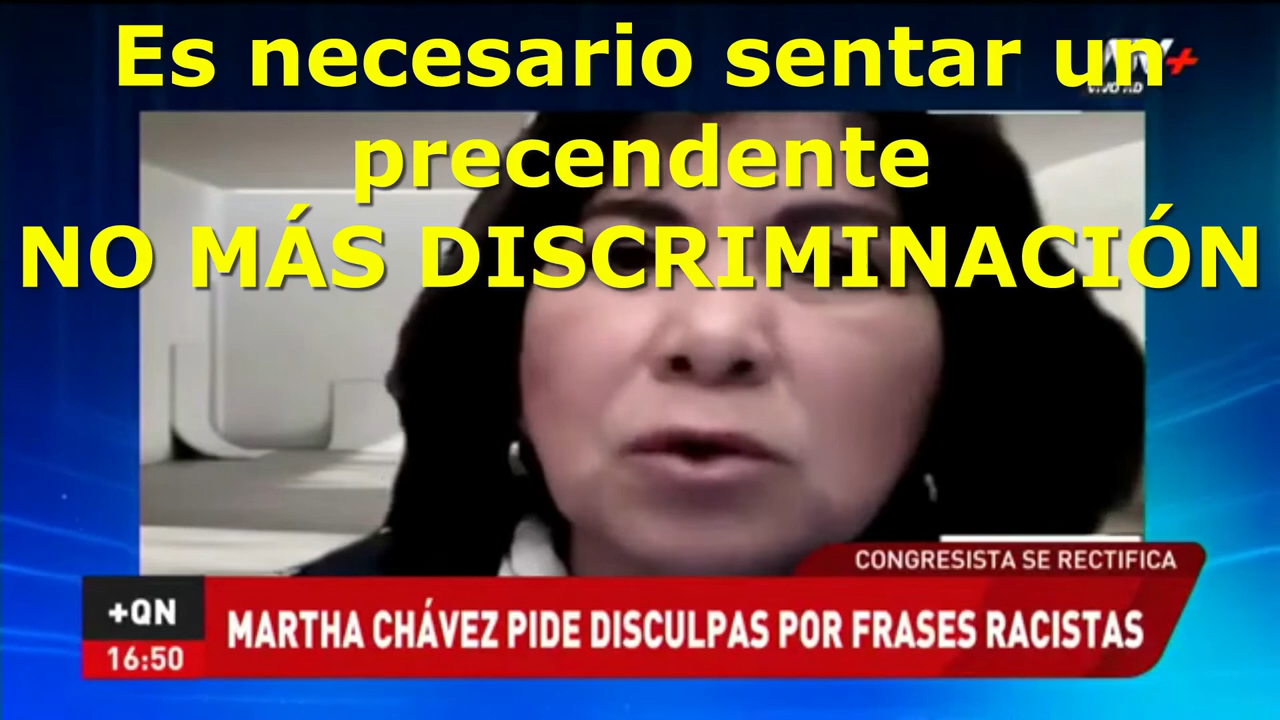 Es necesario sentar un
precendente
NO MÁS DISCRIMINACIÓN
CONGRESISTA SE RECTIFICA
+QN
MARTHA CHÁVEZ PIDE DISCULPAS POR FRASES RACISTAS
16:50